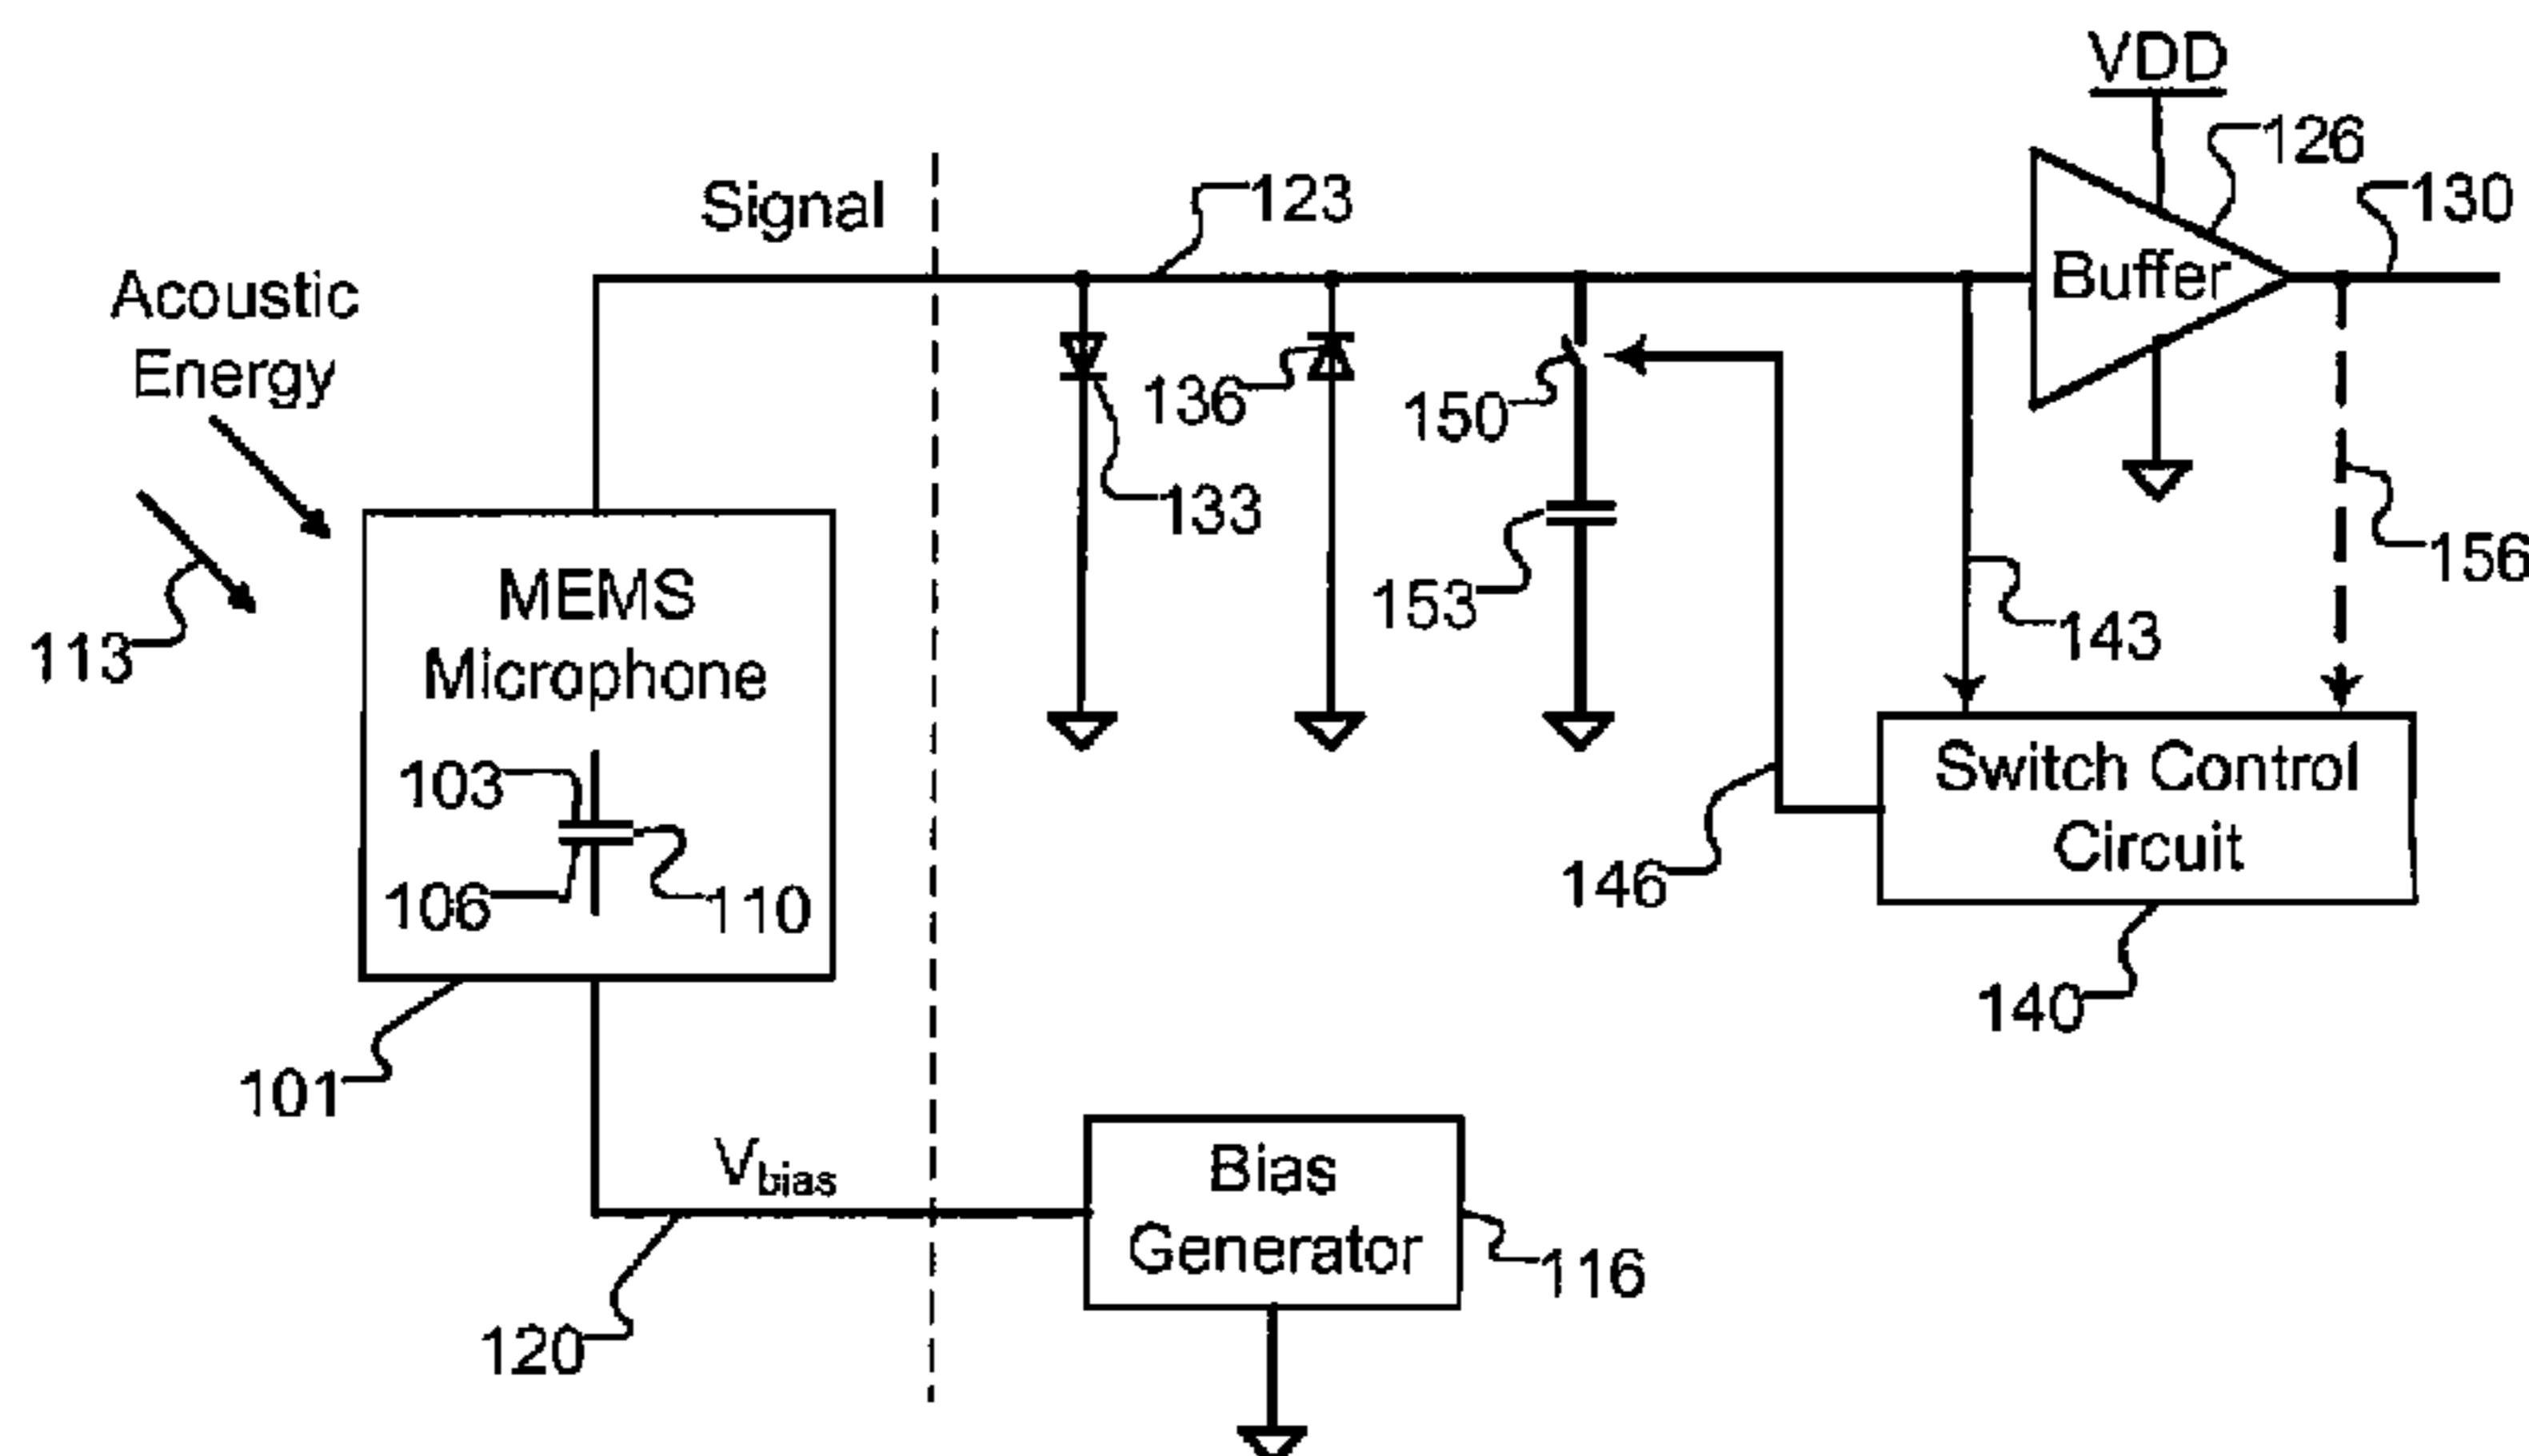 VDD
126
Signal
123
130
Acoustic
Energy
Buffer
136
150
133
156
MEMS
Microphone
153
143
113
103
Switch Control
Circuit
106
110
146
140
101
Vbias
Bias
Generator
116
120